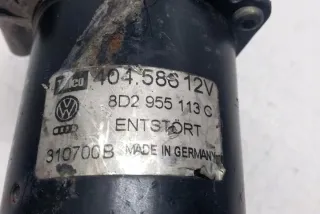 404.586 12V
8D2 955 113 C
ENTSTÖRT
310700B MADE IN GERMANY